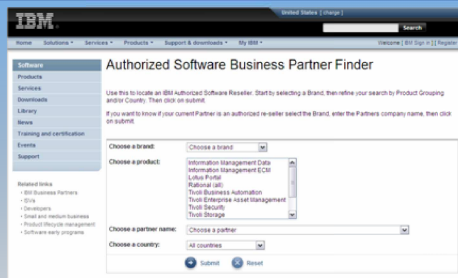 United States [ change ]
IBM.
Search
Home Solutions Services Products Support & downloads My IBM
Welcome [ IBM Sign in ] [ Register
Software
Products
Services
Downloads
Library
News
Training and certification
Events
Support
Related links
· IBM Business Partners
· ISVs
· Developers
· Small and medium business
· Product lifecycle management
· Software early programs
Authorized Software Business Partner Finder
Use this to locate an IBM Authorized Software Reseller. Start by selecting a Brand, then refine your search by Product Grouping
and/or Country. Then click on submit.
If you want to know if your current Partner is an authorized re-seller select the Brand, enter the Partners company name, then click
on submit.
Choose a brand: Choose a brand
Choose a product: Information Management Data
Information Management ECM
Lotus Portal
Rational (all)
Tivoli Business Automation
Tivoli Enterprise Asset Management
Tivoli Security
Tivoli Storage
Choose a partner name: Choose a partner
Choose a country: All countries
Submit Reset